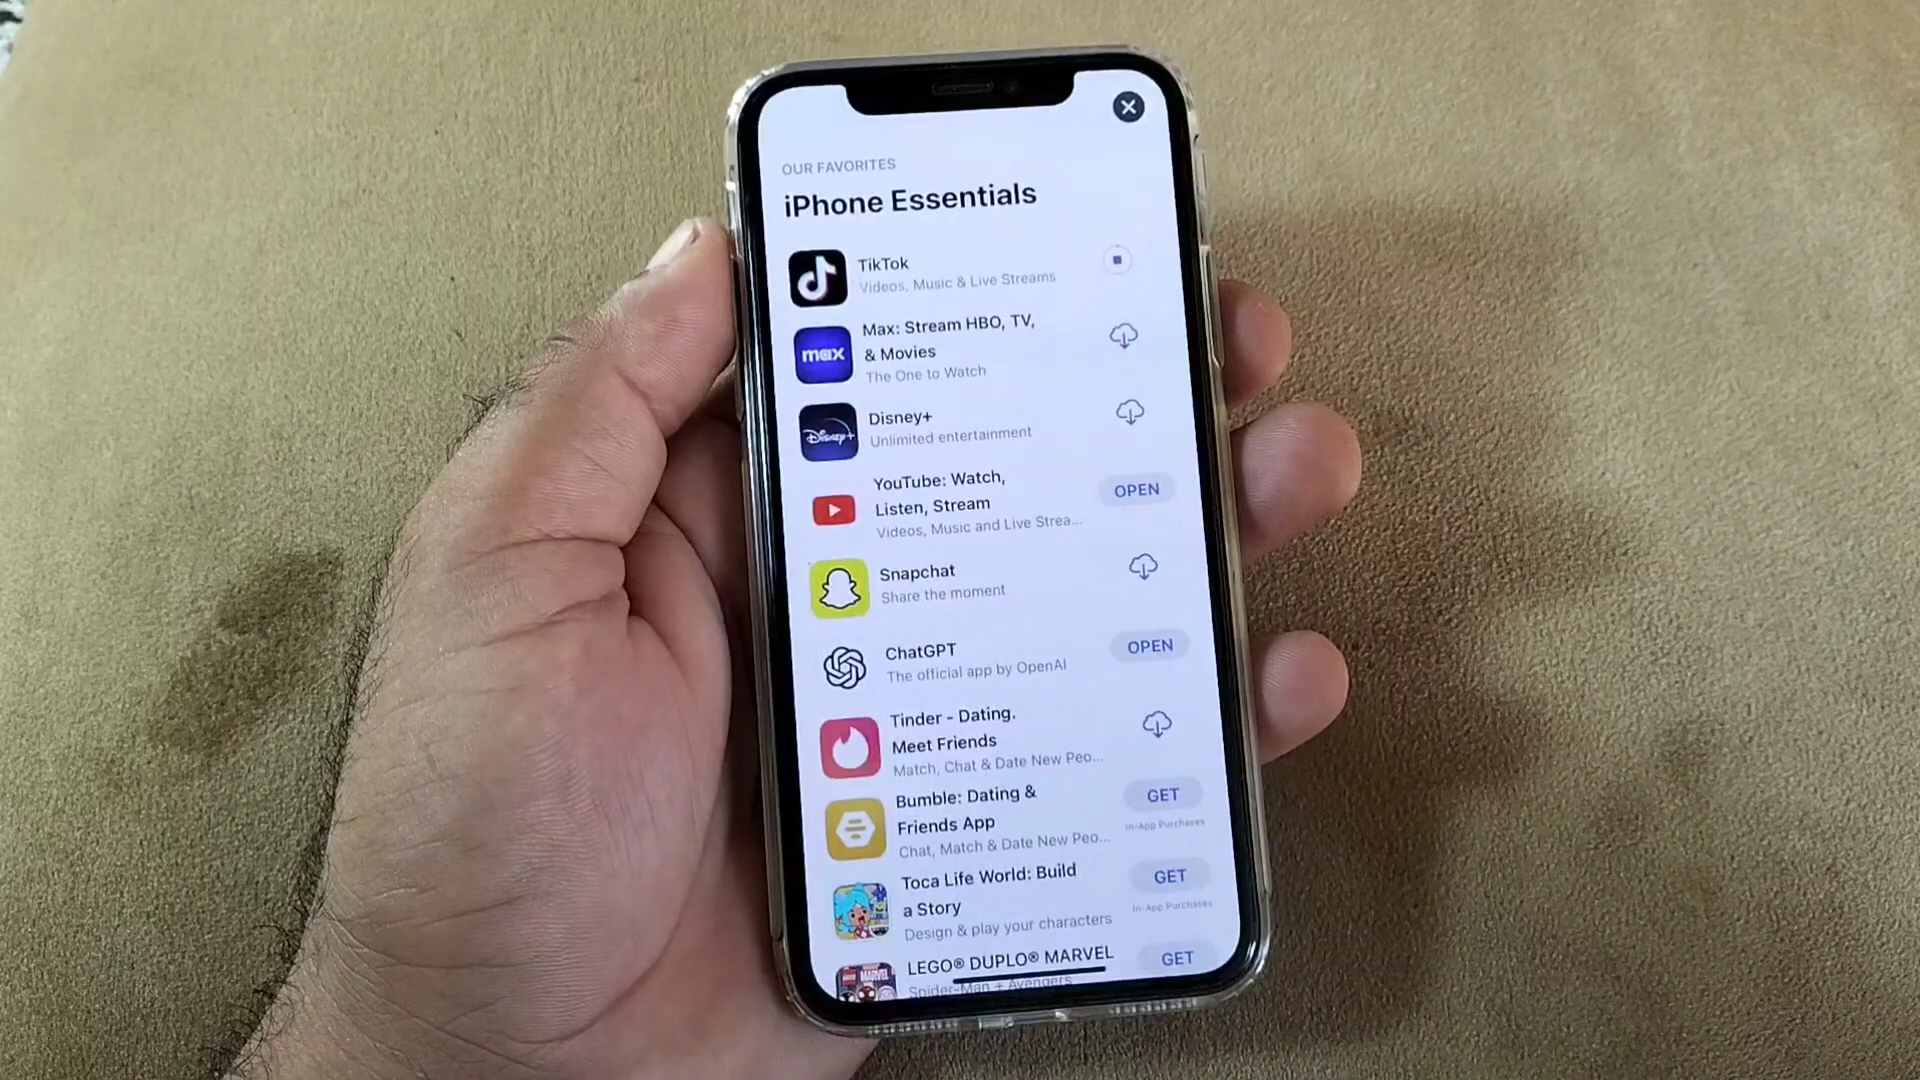 OUR FAVORITES
iPhone Essentials
TikTok
Videos, Music & Live Streams
max
Max: Stream HBO, TV,
& Movies
The One to Watch
Disney+
Disney+
Unlimited entertainment
YouTube: Watch,
Listen, Stream
Videos, Music and Live Strea...
OPEN
Snapchat
Share the moment
ChatGPT
The official app by OpenAI
OPEN
Tinder - Dating.
Meet Friends
Match, Chat & Date New Peo...
Bumble: Dating &
Friends App
Chat, Match & Date New Peo...
GET
In-App Purchases
Toca Life World: Build
a Story
Design & play your characters
GET
In-App Purchases
LEGO® DUPLO® MARVEL
Spider-Man + Avengers
GET